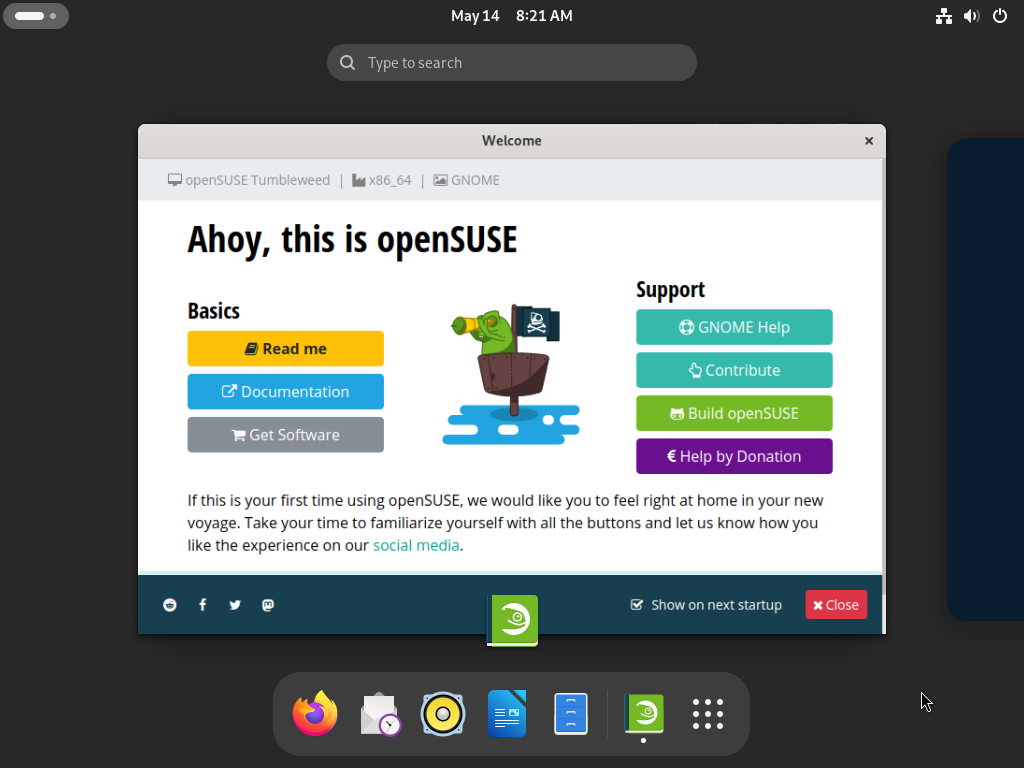 May 14 8:21 AM
Type to search
Welcome
openSUSE Tumbleweed | x86_64 | GNOME
Ahoy, this is openSUSE
Basics
Read me
Documentation
Get Software
Support
GNOME Help
Contribute
Build openSUSE
€ Help by Donation
If this is your first time using openSUSE, we would like you to feel right at home in your new
voyage. Take your time to familiarize yourself with all the buttons and let us know how you
like the experience on our social media.
Show on next startup
Close